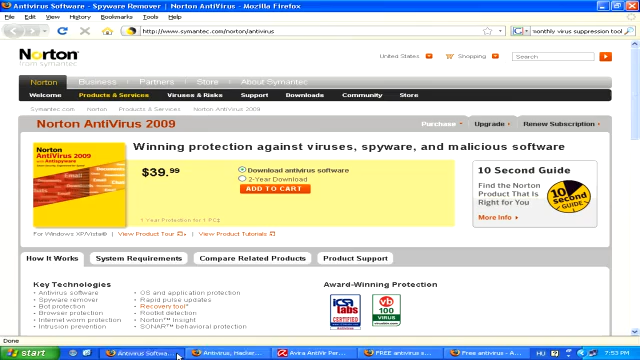 Antivirus Software - Spyware Remover | Norton AntiVirus - Mozilla Firefox
File Edit View History Bookmarks Tools Help
http://www.symantec.com/norton/antivirus
monthly virus suppression tool
Norton
from symantec
United States
Shopping
Search
Norton Business Partners Store About Symantec
Welcome Products & Services Viruses & Risks Support Downloads Community Store
Symantec.com Norton Products & Services Norton AntiVirus 2009
Norton AntiVirus 2009
Purchase Upgrade Renew Subscription
Norton
AntiVirus 2009
with Antispyware
Winning protection against viruses, spyware, and malicious software
$39.99
Download antivirus software
2-Year Download
ADD TO CART
1 Year Protection for 1 PC‡
10 Second Guide
Find the Norton
Product That Is
Right for You
More Info
10
second
GUIDE
For Windows XP/Vista® | View Product Tour | View Product Tutorials
How It Works System Requirements Compare Related Products Product Support
Key Technologies
• Antivirus software
• Spyware remover
• Bot protection
• Browser protection
• Internet worm protection
• Intrusion prevention
• OS and application protection
• Rapid pulse updates
• Recovery tool*
• Rootkit detection
• Norton™ Insight
• SONAR™ behavioral protection
Award-Winning Protection
ICSA
labs
CERTIFIED
vb
100
VIRUS
Done
start
Antivirus Softwa...
Antivirus, Hacker...
Avira AntiVir Per...
FREE antivirus s...
Free antivirus - A...
7:53 PM